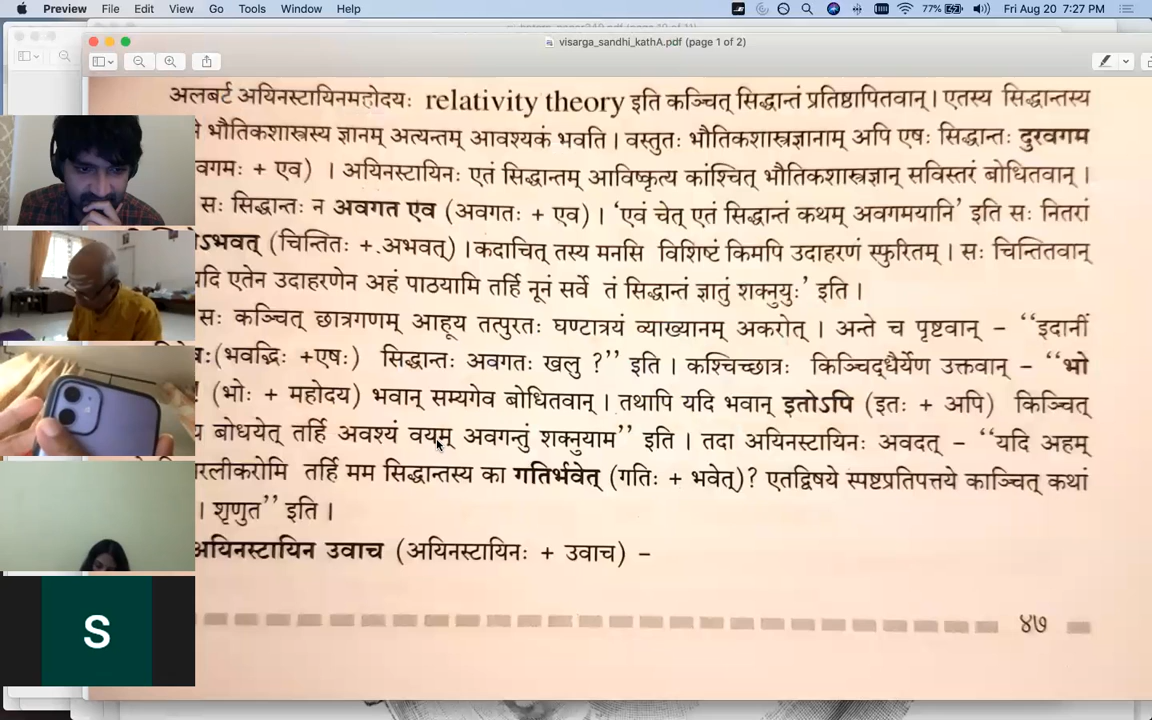 Preview File Edit View Go Tools Window Help 77% Fri Aug 20 7:27 PM
visarga_sandhi_kathA.pdf (page 1 of 2)
अलबर्ट अयिनस्टायिनमहोदयः relativity theory इति कञ्चित् सिद्धान्तं प्रतिष्ठापितवान्। एतस्य सिद्धान्तस्य
भौतिकशास्त्रस्य ज्ञानम् अत्यन्तम् आवश्यकं भवति । वस्तुतः भौतिकशास्त्रज्ञानाम् अपि एषः सिद्धान्तः दुरवगम
वगमः + एव) । अयिनस्टायिनः एतं सिद्धान्तम् आविष्कृत्य कांश्चित् भौतिकशास्त्रज्ञान् सविस्तरं बोधितवान् ।
सः सिद्धान्तः न अवगत एव (अवगतः + एव) । ‘एवं चेत् एतं सिद्धान्तं कथम् अवगमयानि’ इति सः नितरां
ऽभवत् (चिन्तितः + अभवत्) । कदाचित् तस्य मनसि विशिष्टं किमपि उदाहरणं स्फुरितम् । सः चिन्तितवान्
यदि एतेन उदाहरणेन अहं पाठयामि तर्हि नूनं सर्वे तं सिद्धान्तं ज्ञातुं शक्नुयुः’ इति ।
सः कञ्चित् छात्रगणम् आहूय तत्पुरतः घण्टात्रयं व्याख्यानम् अकरोत् । अन्ते च पृष्टवान् – “इदानीं
षः (भवद्भिः +एषः) सिद्धान्तः अवगतः खलु ?” इति । कश्चिच्छात्रः किञ्चिद्धैर्येण उक्तवान् – “भो
! (भोः + महोदय) भवान् सम्यगेव बोधितवान् । तथापि यदि भवान् इतोऽपि (इतः + अपि) किञ्चित्
य बोधयेत् तर्हि अवश्यं वयम् अवगन्तुं शक्नुयाम” इति । तदा अयिनस्टायिनः अवदत् – “यदि अहम्
रलीकरोमि तर्हि मम सिद्धान्तस्य का गतिर्भवेत् (गतिः + भवेत्)? एतद्विषये स्पष्टप्रतिपत्तये काञ्चित् कथां
। शृणुत” इति ।
अयिनस्टायिन उवाच (अयिनस्टायिनः + उवाच) –
४७
S